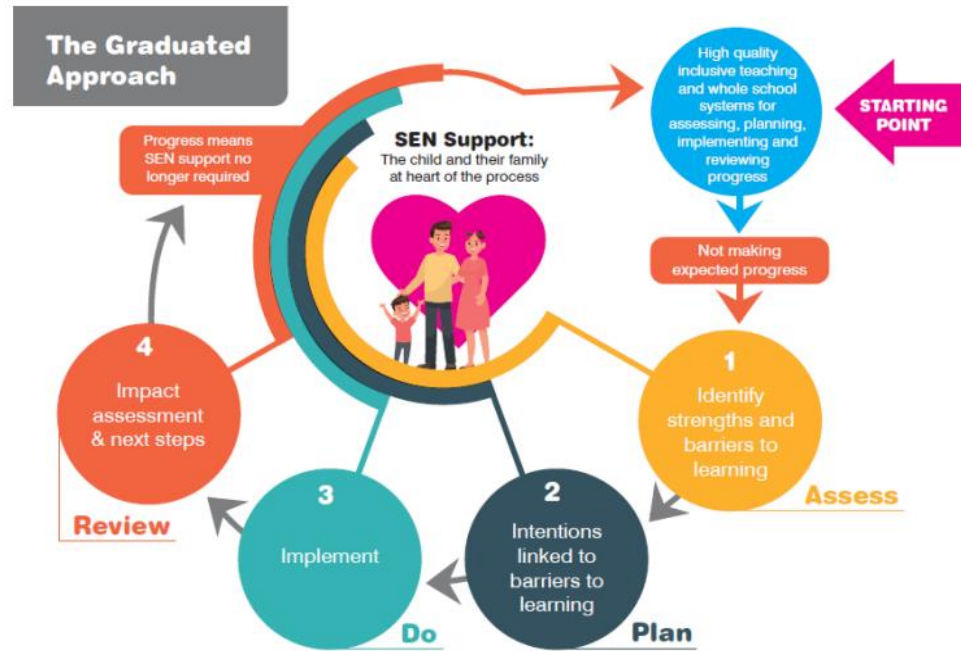 The Graduated
Approach
High quality
inclusive teaching
and whole school
systems for
assessing, planning,
implementing and
reviewing
progress
STARTING
POINT
Progress means
SEN support no
longer required
SEN Support:
The child and their family
at heart of the process
Not making
expected progress
1
Identify
strengths and
barriers to
learning
Assess
2
Intentions
linked to
barriers to
learning
Plan
3
Implement
Do
4
Impact
assessment
& next steps
Review